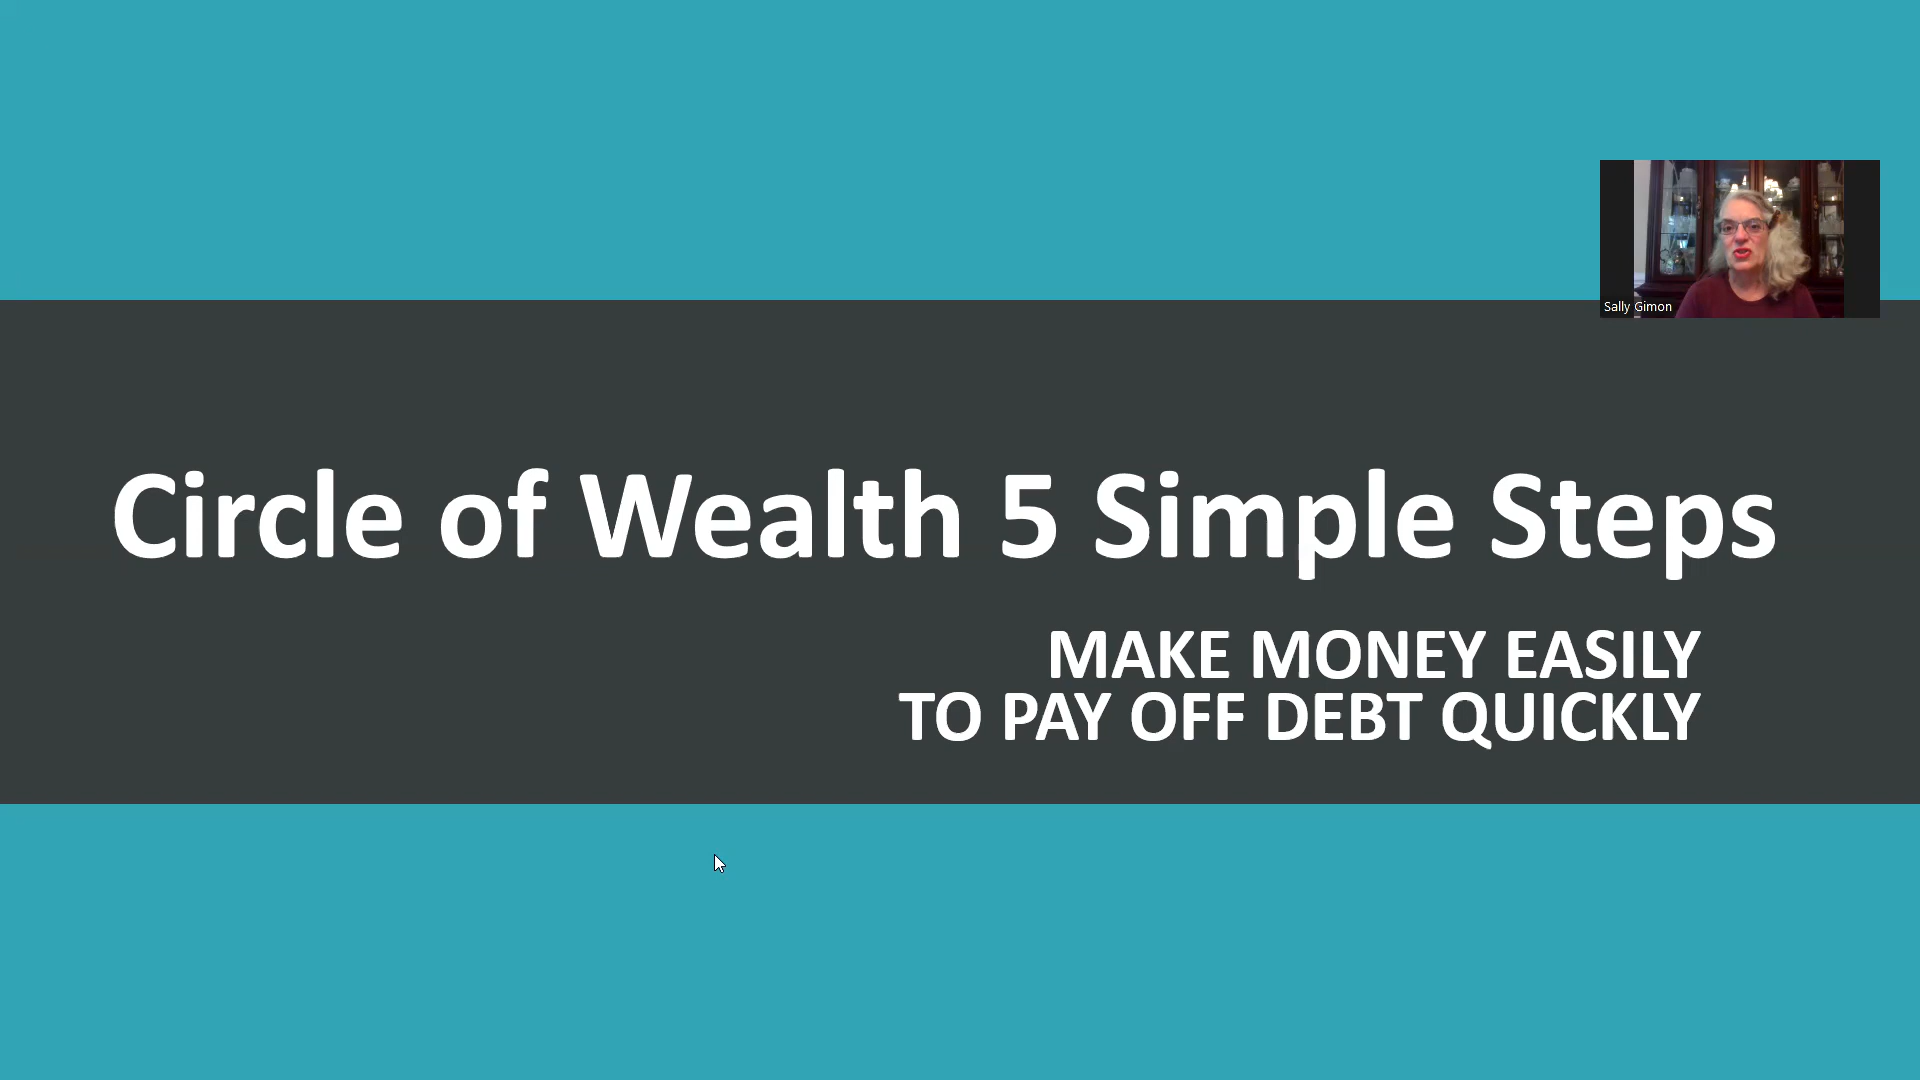 Sally Gimon
Circle of Wealth 5 Simple Steps
MAKE MONEY EASILY
TO PAY OFF DEBT QUICKLY